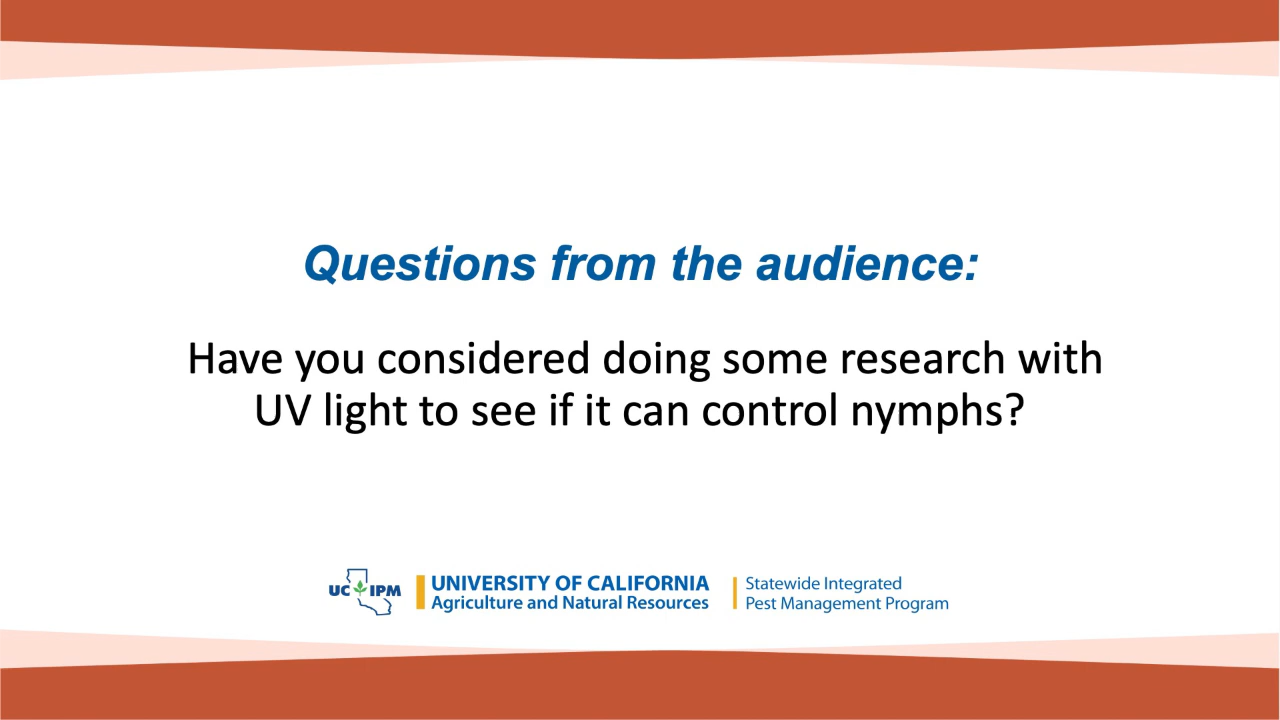 Questions from the audience:
Have you considered doing some research with
UV light to see if it can control nymphs?
UC IPM
UNIVERSITY OF CALIFORNIA
Agriculture and Natural Resources
Statewide Integrated
Pest Management Program